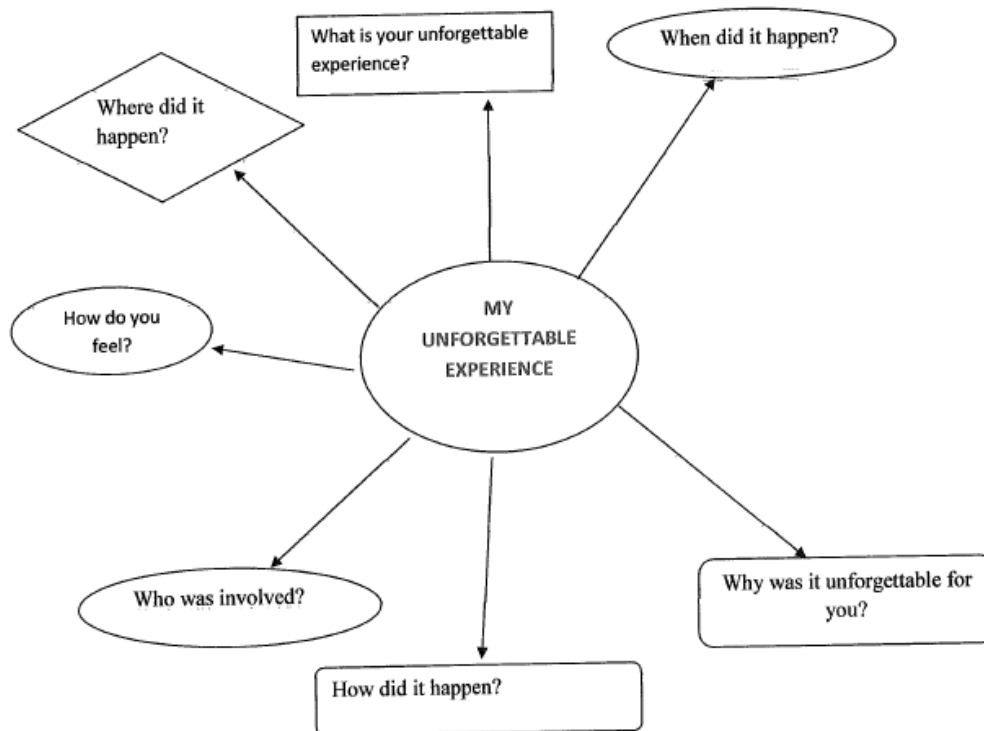 What is your unforgettable
experience?
When did it happen?
Where did it
happen?
MY
UNFORGETTABLE
EXPERIENCE
How do you
feel?
Who was involved?
Why was it unforgettable for
you?
How did it happen?